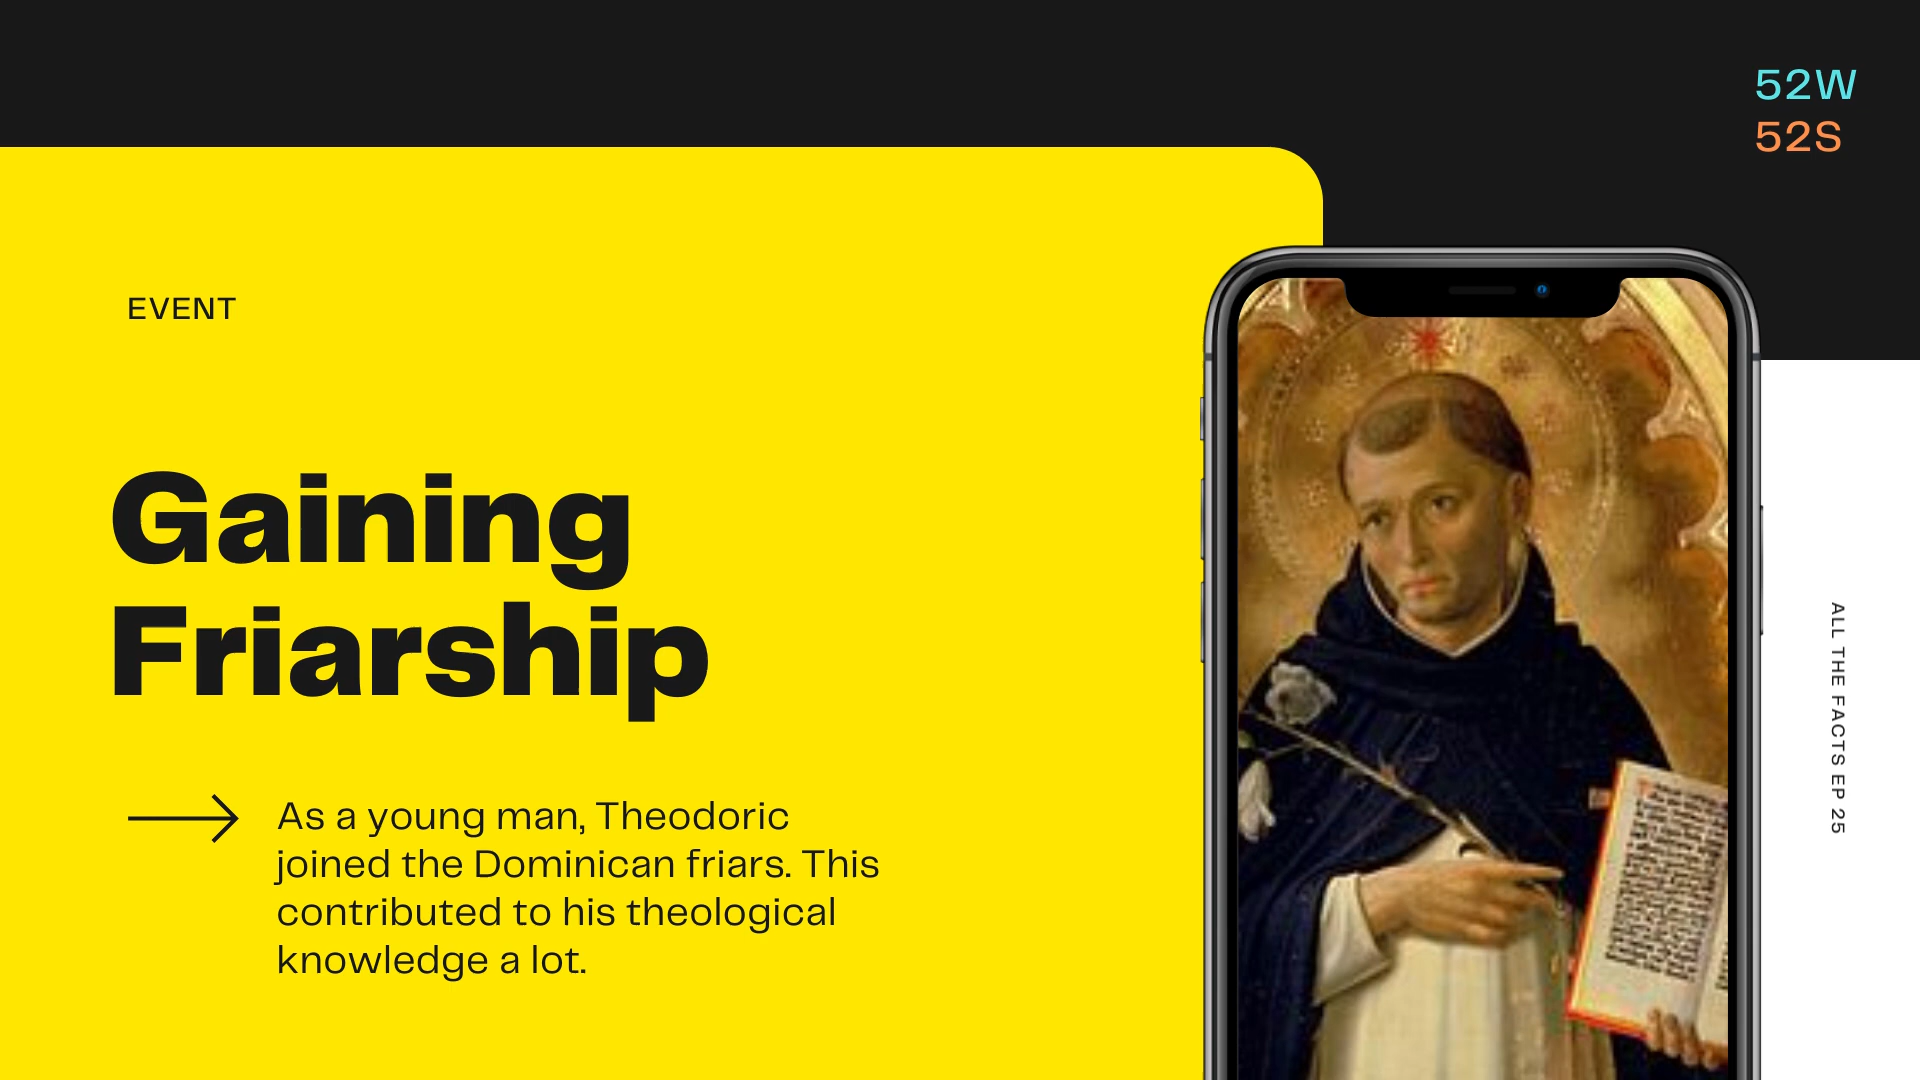 52W
52S
EVENT
Gaining
Friarship
As a young man, Theodoric
joined the Dominican friars. This
contributed to his theological
knowledge a lot.
ALL THE FACTS EP 25